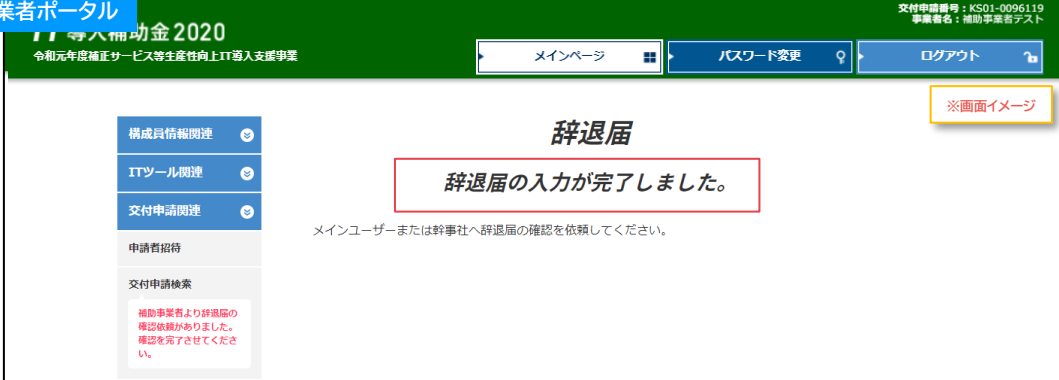 業者ポータル
IT導入補助金2020
令和元年度補正サービス等生産性向上IT導入支援事業
交付申請番号:KS01-0096119
事業者名:補助事業者テスト
メインページ
パスワード変更
ログアウト
※画面イメージ
構成員情報関連
ITツール関連
交付申請関連
申請者招待
交付申請検索
補助事業者より辞退届の
確認依頼がありました。
確認を完了させてくださ
い。
辞退届
辞退届の入力が完了しました。
メインユーザーまたは幹事社へ辞退届の確認を依頼してください。